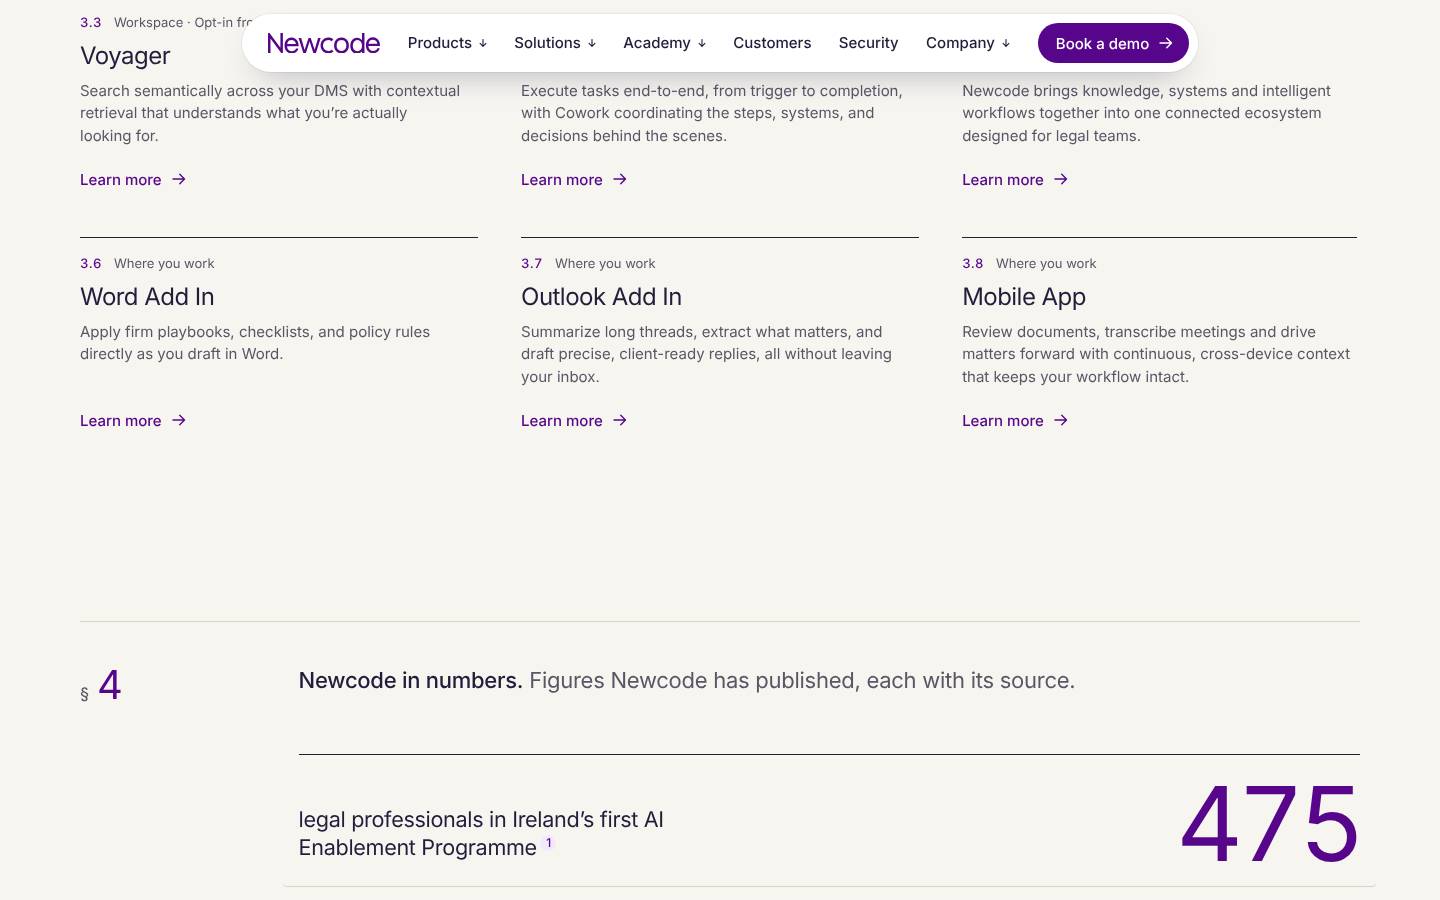 Newcode Products Solutions Academy Customers Security Company Book a demo
3.3 Workspace · Opt-in
Voyager
Search semantically across your DMS with contextual
retrieval that understands what you’re actually
looking for.
Learn more
Execute tasks end-to-end, from trigger to completion,
with Cowork coordinating the steps, systems, and
decisions behind the scenes.
Learn more
Newcode brings knowledge, systems and intelligent
workflows together into one connected ecosystem
designed for legal teams.
Learn more
3.6 Where you work
Word Add In
Apply firm playbooks, checklists, and policy rules
directly as you draft in Word.
Learn more
3.7 Where you work
Outlook Add In
Summarize long threads, extract what matters, and
draft precise, client-ready replies, all without leaving
your inbox.
Learn more
3.8 Where you work
Mobile App
Review documents, transcribe meetings and drive
matters forward with continuous, cross-device context
that keeps your workflow intact.
Learn more
§ 4
Newcode in numbers. Figures Newcode has published, each with its source.
legal professionals in Ireland’s first AI
Enablement Programme 1
475